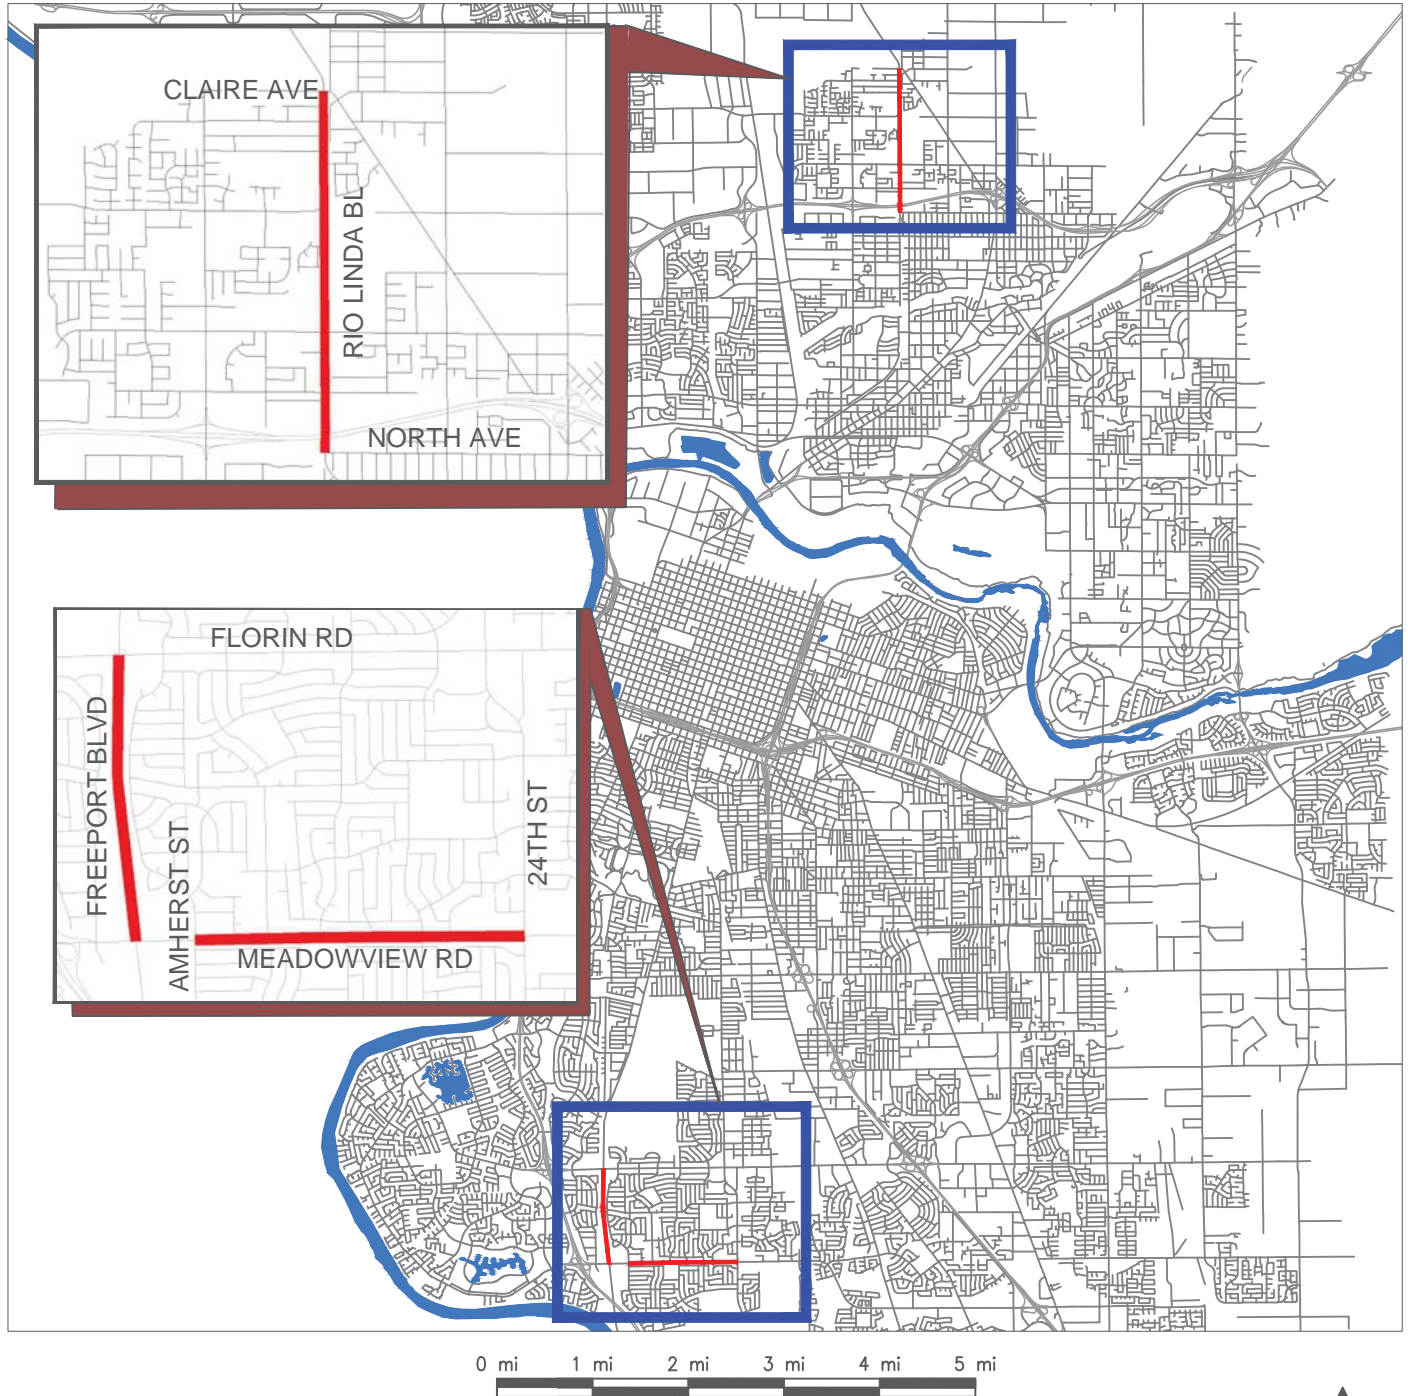 CLAIRE AVE
RIO LINDA BL
NORTH AVE
FLORIN RD
FREEPORT BLVD
AMHERST ST
24TH ST
MEADOWVIEW RD
0 mi 1 mi 2 mi 3 mi 4 mi 5 mi